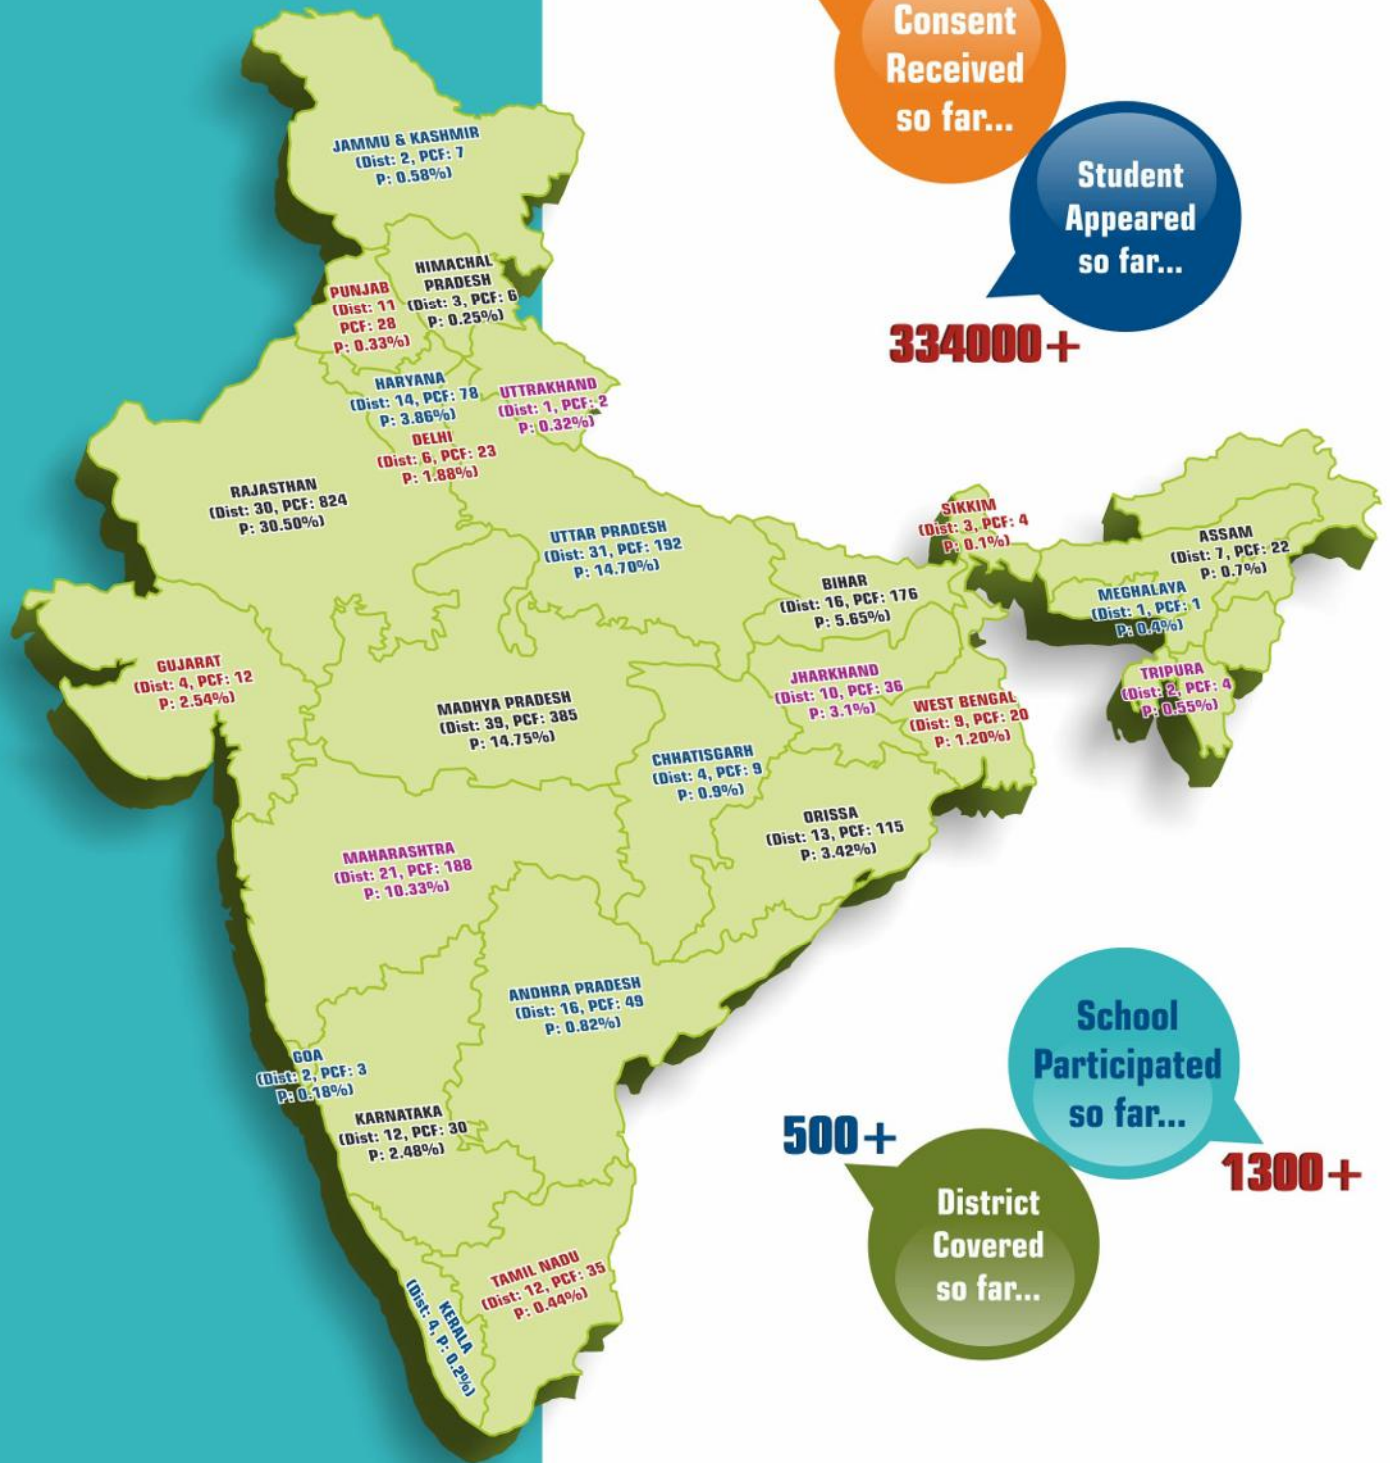 Consent
Received
so far...
Student
Appeared
so far...
334000+
JAMMU & KASHMIR
(Dist: 2, PCF: 7
P: 0.58%)
HIMACHAL
PRADESH
(Dist: 3, PCF: 6
P: 0.25%)
PUNJAB
(Dist: 11
PCF: 28
P: 0.33%)
HARYANA
(Dist: 14, PCF: 78
P: 3.86%)
UTTRAKHAND
(Dist: 1, PCF: 2
P: 0.32%)
DELHI
(Dist: 6, PCF: 23
P: 1.88%)
RAJASTHAN
(Dist: 30, PCF: 824
P: 30.50%)
UTTAR PRADESH
(Dist: 31, PCF: 192
P: 14.70%)
SIKKIM
(Dist: 3, PCF: 4
P: 0.1%)
ASSAM
(Dist: 7, PCF: 22
P: 0.7%)
BIHAR
(Dist: 16, PCF: 176
P: 5.65%)
MEGHALAYA
(Dist: 1, PCF: 1
P: 0.4%)
GUJARAT
(Dist: 4, PCF: 12
P: 2.54%)
MADHYA PRADESH
(Dist: 39, PCF: 385
P: 14.75%)
JHARKHAND
(Dist: 10, PCF: 36
P: 3.1%)
WEST BENGAL
(Dist: 9, PCF: 20
P: 1.20%)
TRIPURA
(Dist: 2, PCF: 4
P: 0.55%)
CHHATISGARH
(Dist: 4, PCF: 9
P: 0.9%)
ORISSA
(Dist: 13, PCF: 115
P: 3.42%)
MAHARASHTRA
(Dist: 21, PCF: 188
P: 10.33%)
ANDHRA PRADESH
(Dist: 16, PCF: 49
P: 0.82%)
GOA
(Dist: 2, PCF: 3
P: 0.18%)
KARNATAKA
(Dist: 12, PCF: 30
P: 2.48%)
School
Participated
so far...
1300+
500+
District
Covered
so far...
TAMIL NADU
(Dist: 12, PCF: 35
P: 0.44%)
KERALA
(Dist: 4, P: 0.2%)